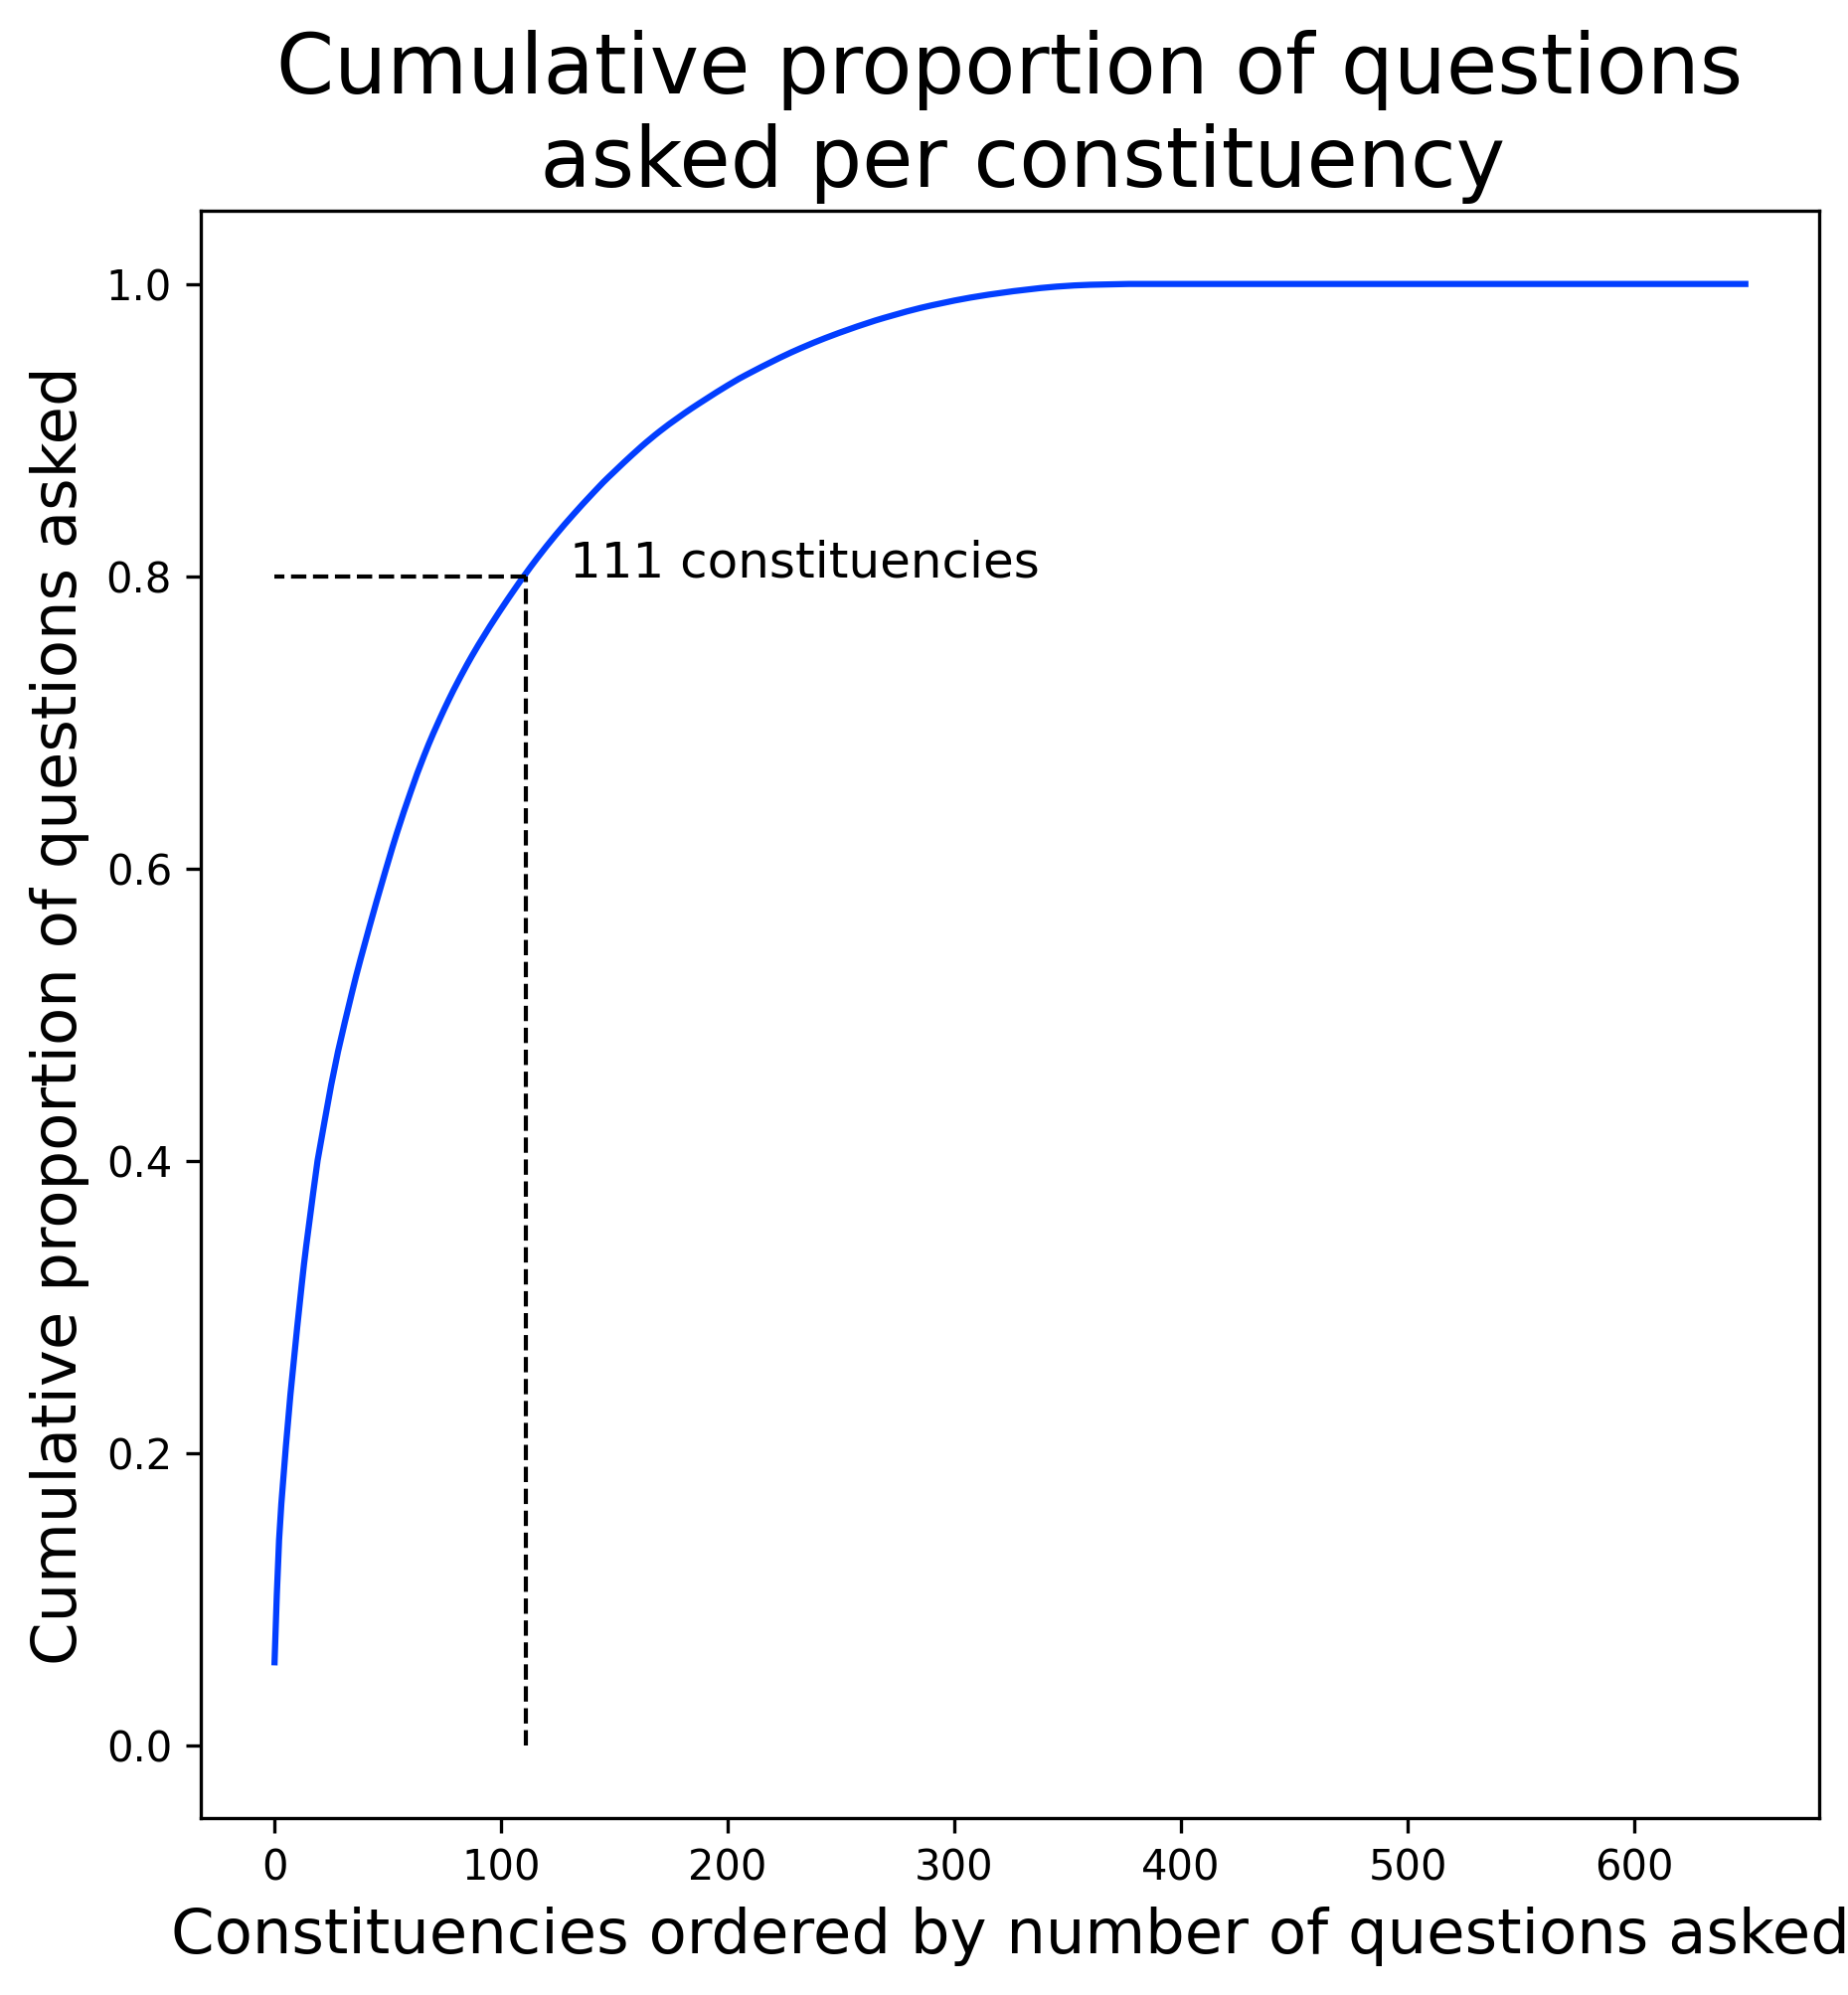 Cumulative proportion of questions
asked per constituency
Cumulative proportion of questions asked
1.0
0.8
0.6
0.4
0.2
0.0
111 constituencies
0 100 200 300 400 500 600
Constituencies ordered by number of questions asked